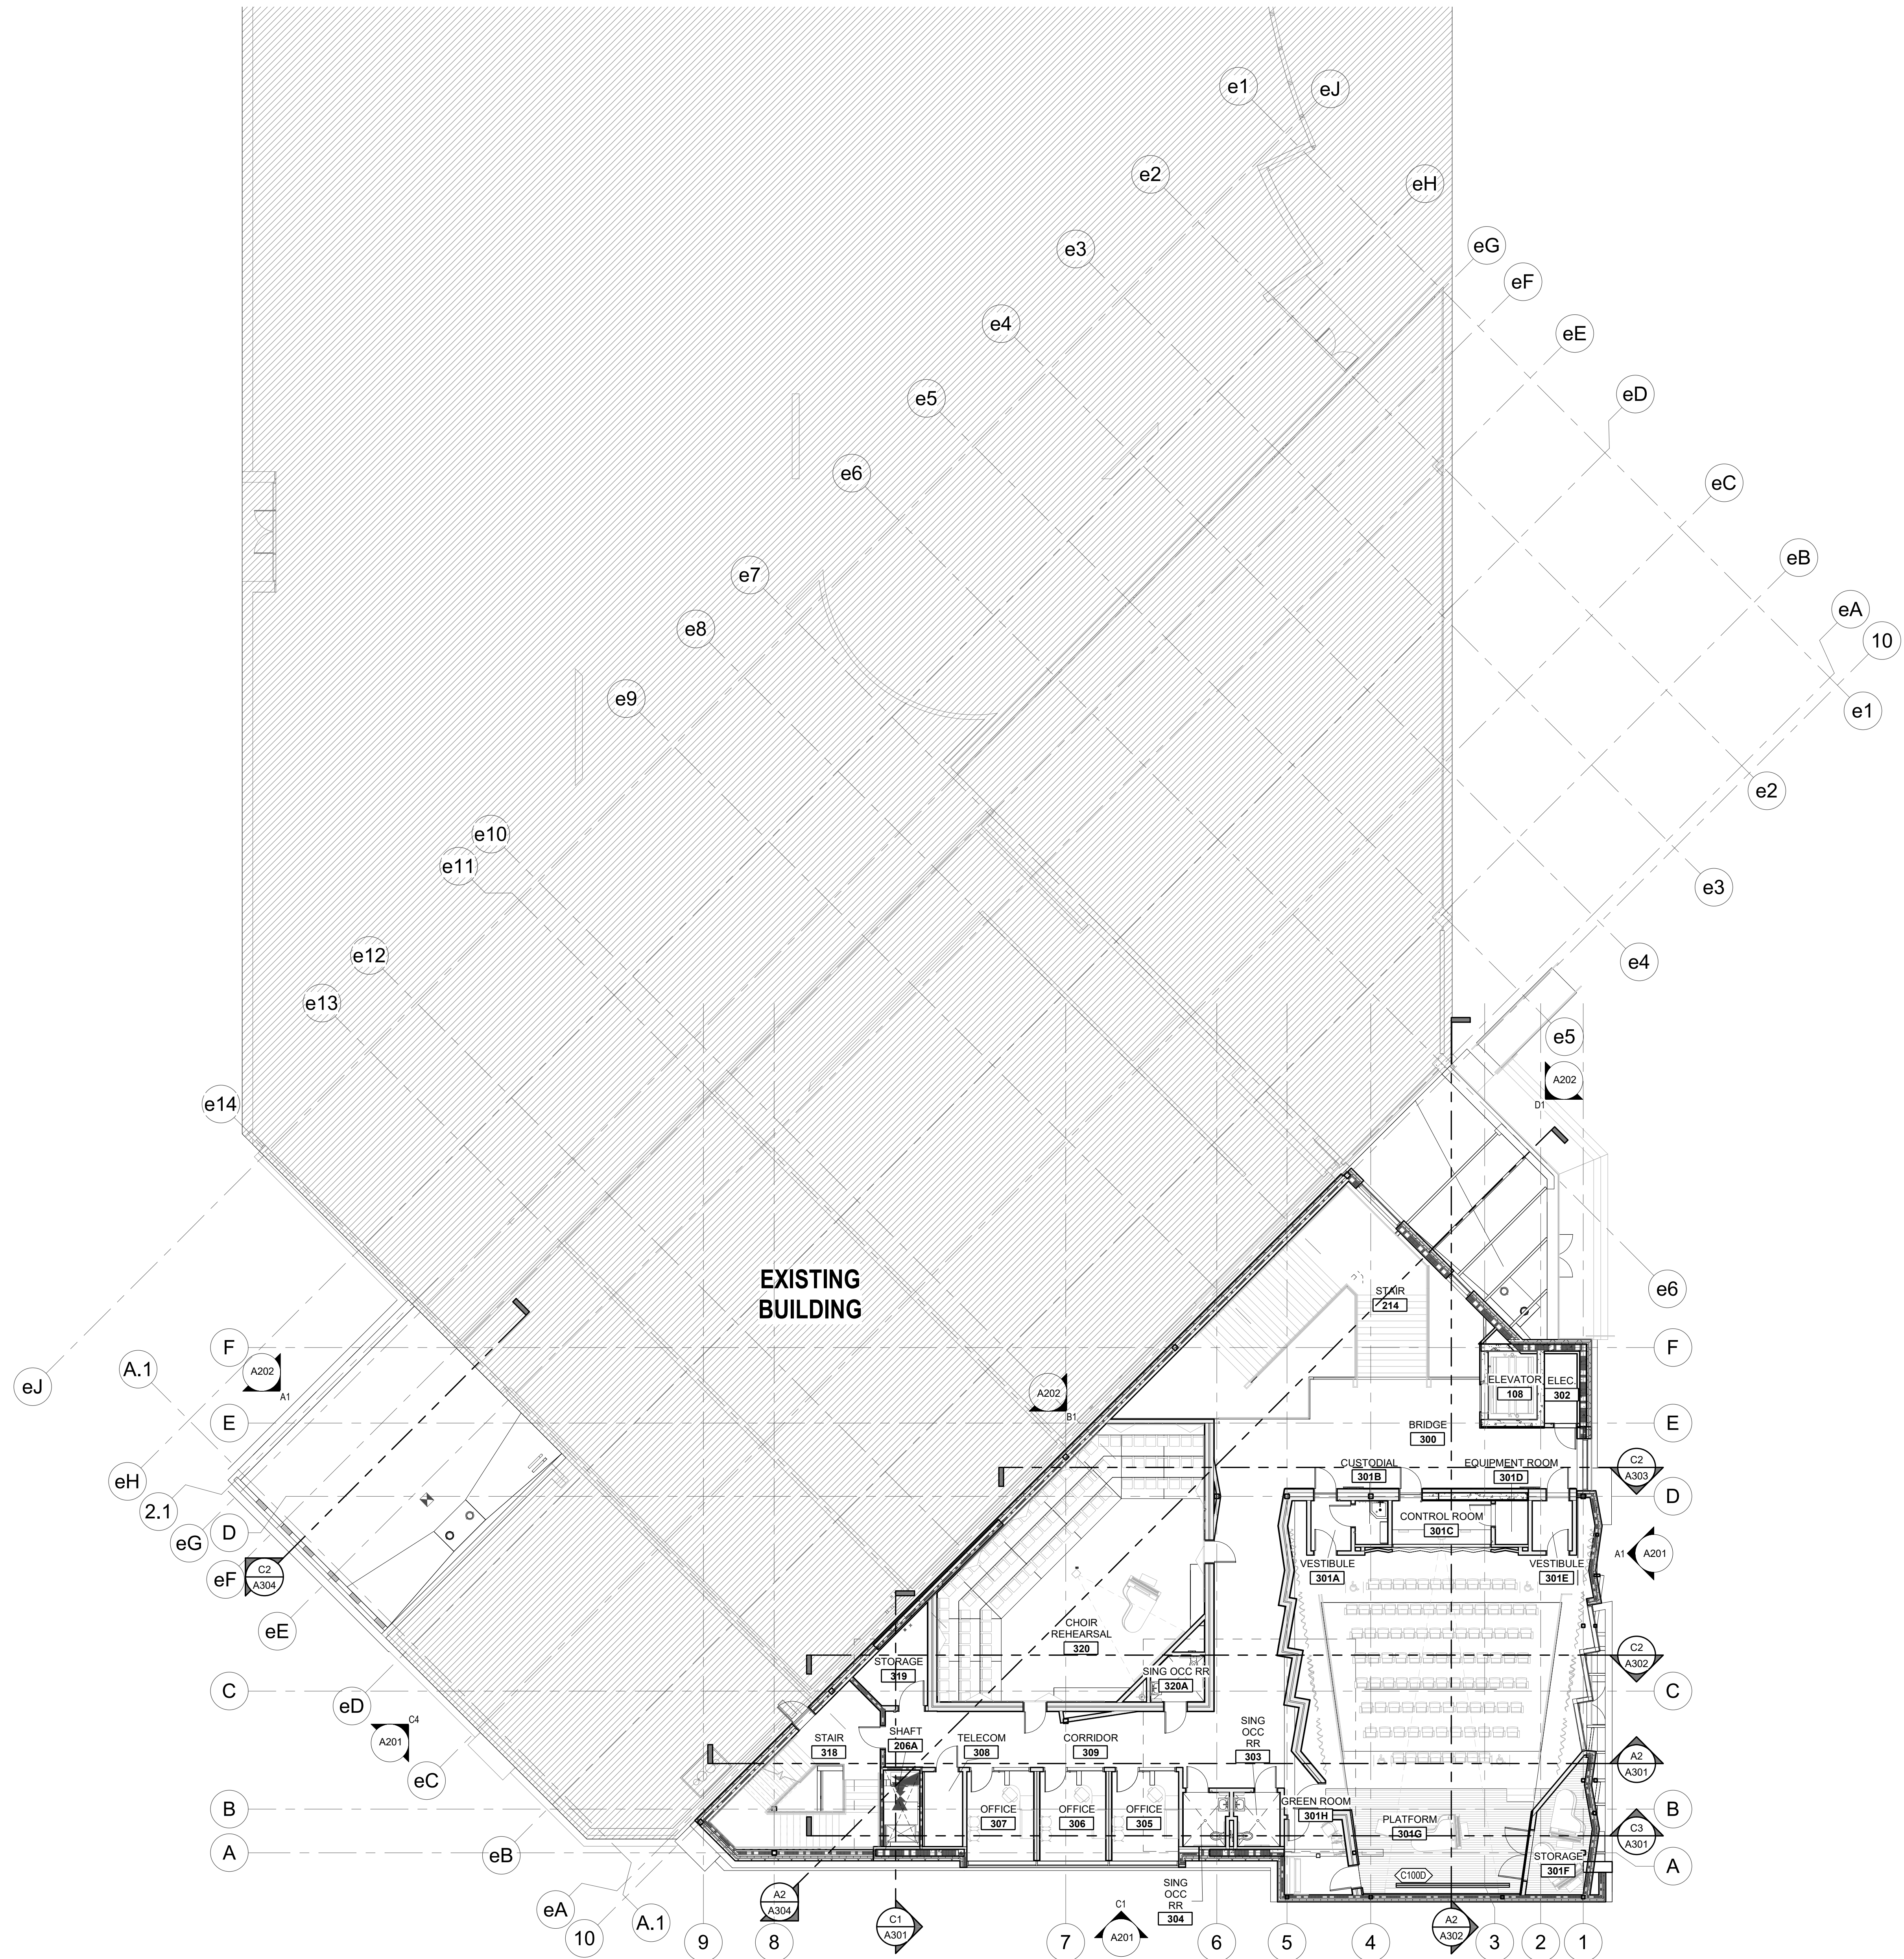 e1
eJ
e2
eH
e3
eG
eF
e4
eE
e5
eD
e6
eC
e7
eB
e8
eA
10
e9
e1
e2
e10
e11
e3
e12
e4
e13
e5
A202
D1
e14
EXISTING
BUILDING
e6
STAIR
214
F
A202
A1
A.1
eJ
A202
B1
F
ELEVATOR
108
ELEC.
302
E
E
BRIDGE
300
eH
2.1
eG
D
CUSTODIAL
301B
EQUIPMENT ROOM
301D
C2
A303
D
CONTROL ROOM
301C
eF
C2
A304
VESTIBULE
301A
VESTIBULE
301E
A1
A201
eE
CHOIR
REHEARSAL
320
C2
A302
STORAGE
319
SING OCC RR
320A
C
C
eD
C4
A201
eC
STAIR
318
SHAFT
206A
TELECOM
308
CORRIDOR
309
SING
OCC
RR
303
A2
A301
B
OFFICE
307
OFFICE
306
OFFICE
305
GREEN ROOM
301H
PLATFORM
301G
B
C3
A301
A
eB
STORAGE
301F
A
C100D
eA
10
A.1
9
A2
A304
8
C1
A301
7
C1
A201
SING
OCC
RR
304
6
5
4
A2
A302
3
2
1